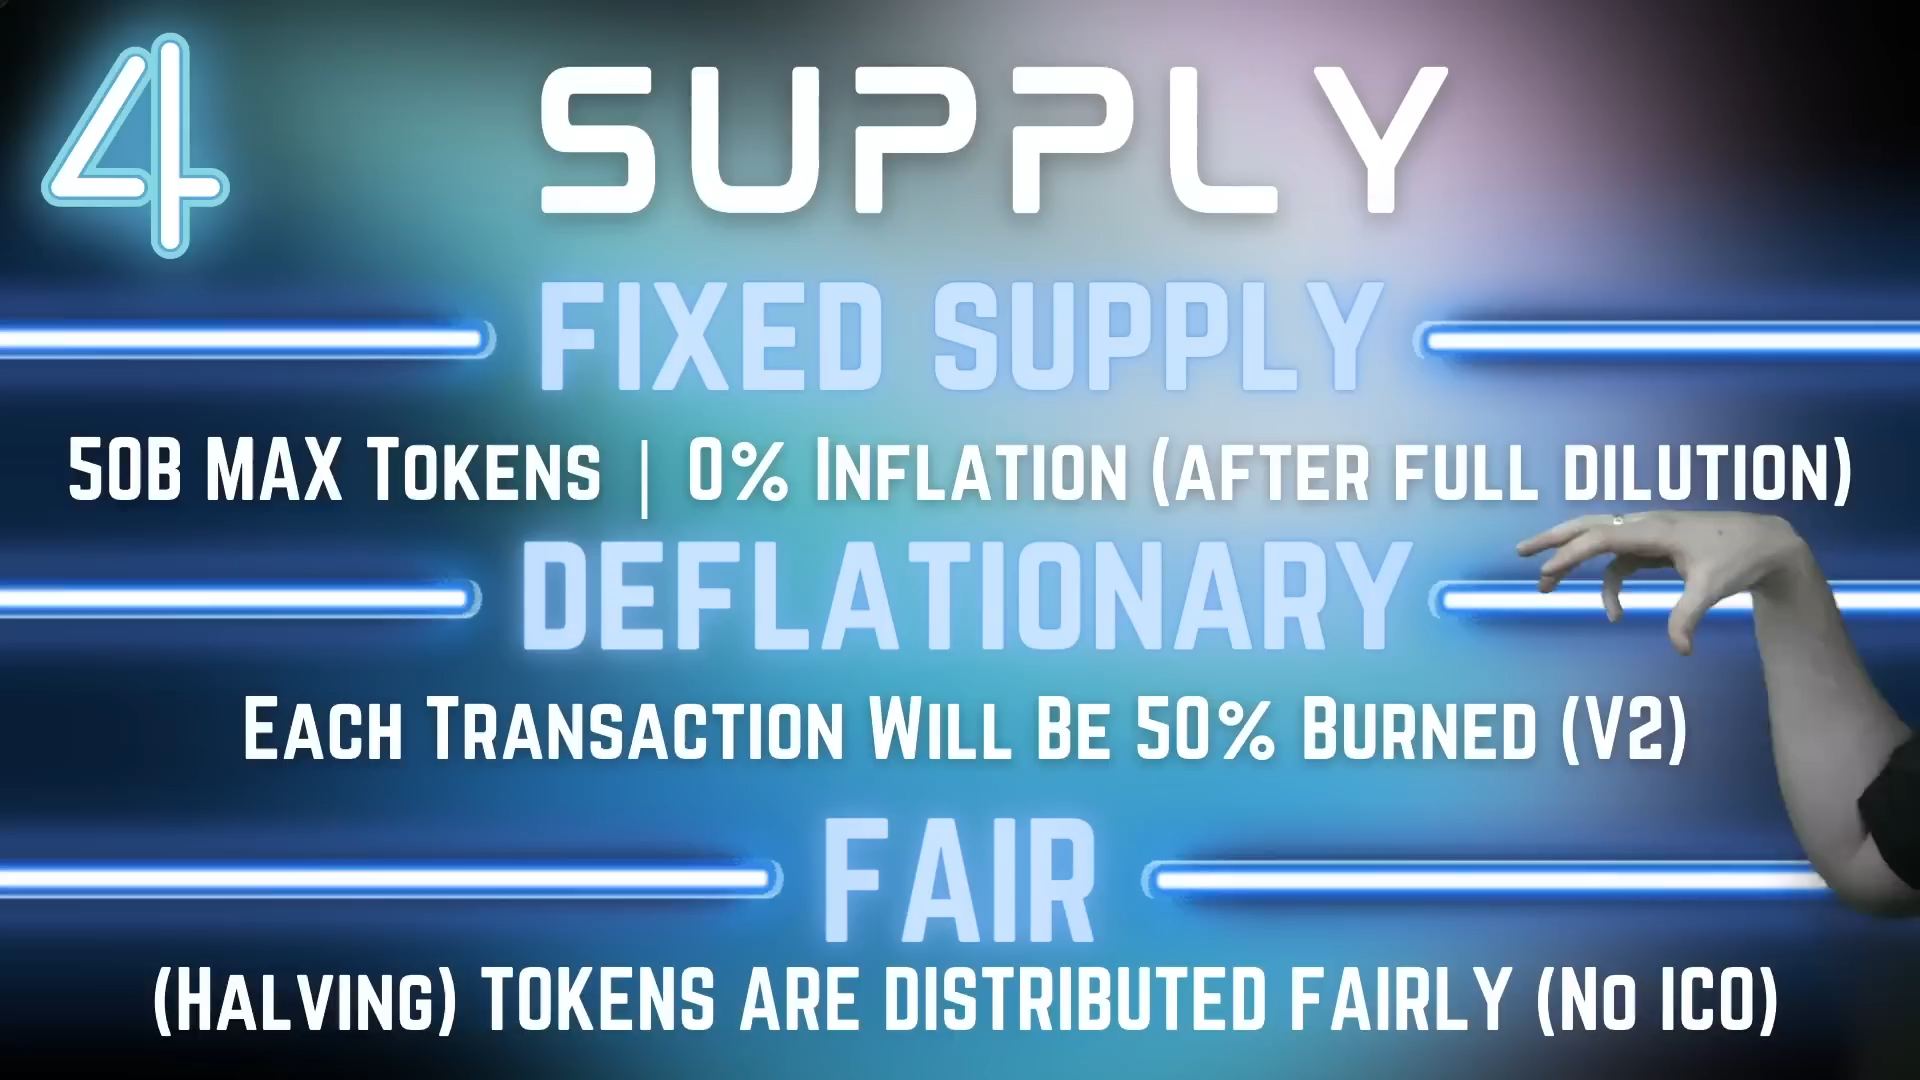 4
SUPPLY
FIXED SUPPLY
50B MAX TOKENS | 0% INFLATION (AFTER FULL DILUTION)
DEFLATIONARY
EACH TRANSACTION WILL BE 50% BURNED (V2)
FAIR
(HALVING) TOKENS ARE DISTRIBUTED FAIRLY (NO ICO)